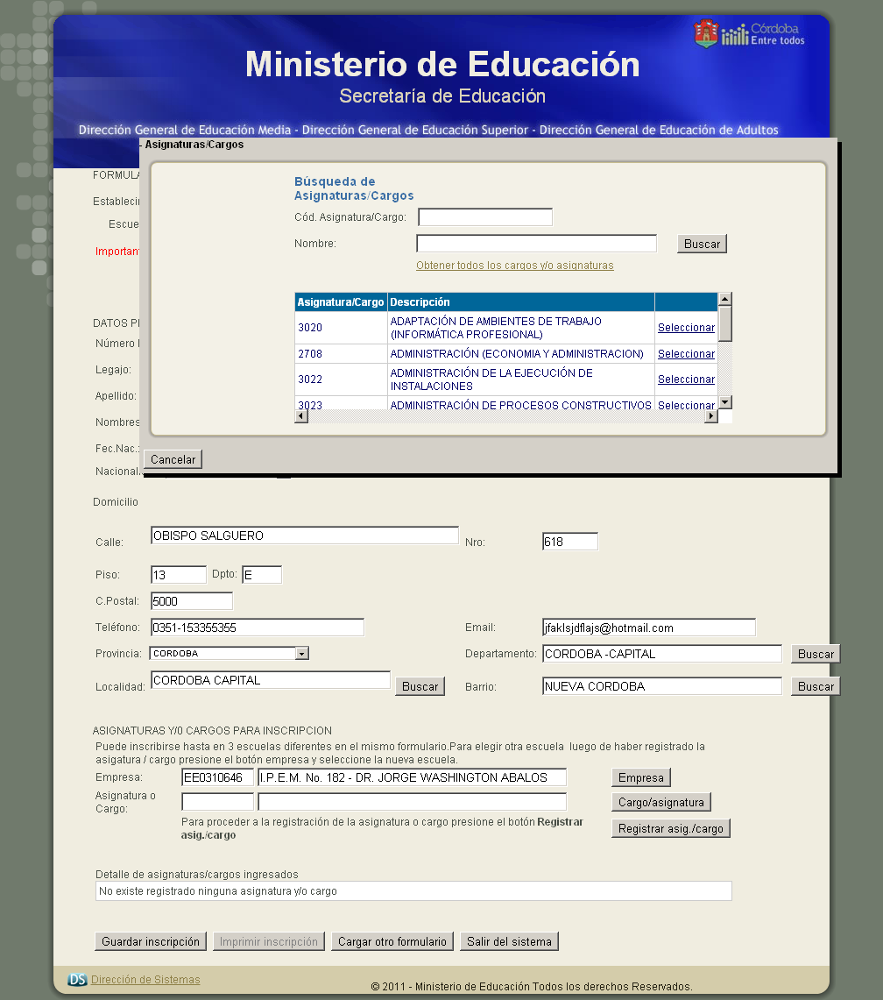 Córdoba
Entre todos
Ministerio de Educación
Secretaría de Educación
Dirección General de Educación Media - Dirección General de Educación Superior - Dirección General de Educación de Adultos
- Asignaturas/Cargos
FORMULA
Búsqueda de
Asignaturas/Cargos
Estableci
Cód. Asignatura/Cargo:
Escue
Nombre:
Buscar
Importan
Obtener todos los cargos y/o asignaturas
Asignatura/Cargo Descripción
3020 ADAPTACIÓN DE AMBIENTES DE TRABAJO
(INFORMÁTICA PROFESIONAL) Seleccionar
2708 ADMINISTRACIÓN (ECONOMIA Y ADMINISTRACION) Seleccionar
3022 ADMINISTRACIÓN DE LA EJECUCIÓN DE
INSTALACIONES Seleccionar
3023 ADMINISTRACIÓN DE PROCESOS CONSTRUCTIVOS Seleccionar
DATOS P
Número
Legajo:
Apellido:
Nombres
Fec.Nac.:
Cancelar
Nacional.
Domicilio
Calle: OBISPO SALGUERO Nro: 618
Piso: 13 Dpto: E
C.Postal: 5000
Teléfono: 0351-153355355 Email: jfaklsjdflajs@hotmail.com
Provincia: CORDOBA Departamento: CORDOBA -CAPITAL Buscar
Localidad: CORDOBA CAPITAL Buscar Barrio: NUEVA CORDOBA Buscar
ASIGNATURAS Y/0 CARGOS PARA INSCRIPCION
Puede inscribirse hasta en 3 escuelas diferentes en el mismo formulario.Para elegir otra escuela luego de haber registrado la
asigatura / cargo presione el botón empresa y seleccione la nueva escuela.
Empresa: EE0310646 I.P.E.M. No. 182 - DR. JORGE WASHINGTON ABALOS Empresa
Asignatura o
Cargo: Cargo/asignatura
Para proceder a la registración de la asignatura o cargo presione el botón Registrar
asig./cargo
Registrar asig./cargo
Detalle de asignaturas/cargos ingresados
No existe registrado ninguna asignatura y/o cargo
Guardar inscripción Imprimir inscripción Cargar otro formulario Salir del sistema
DS Dirección de Sistemas
© 2011 - Ministerio de Educación Todos los derechos Reservados.